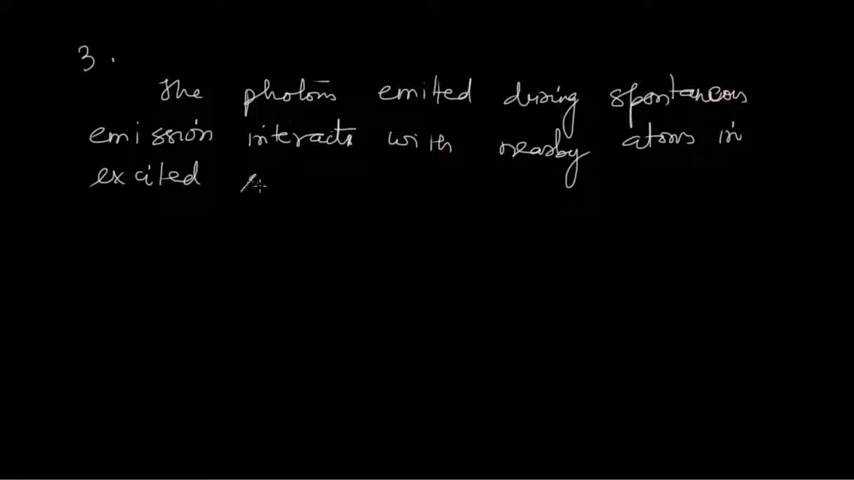 3.
The photons emitted during spontaneous
emission interacts with nearby atoms in
excited